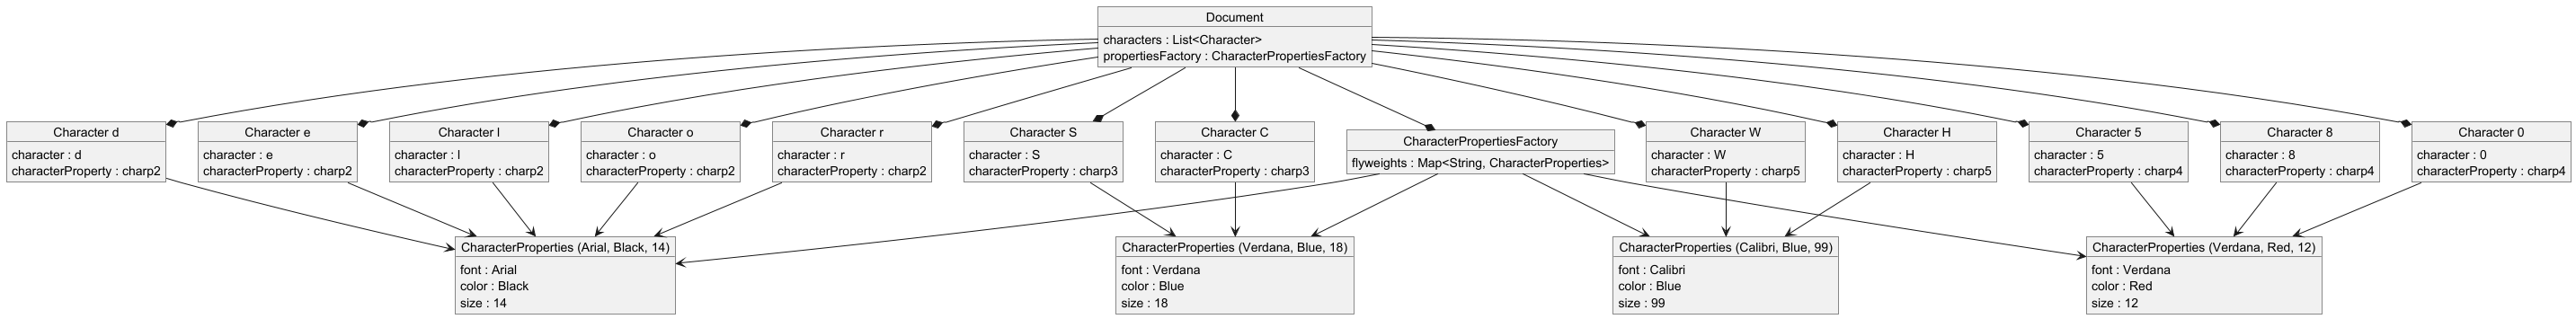 Document
characters : List<Character>
propertiesFactory : CharacterPropertiesFactory
Character d
character : d
characterProperty : charp2
Character e
character : e
characterProperty : charp2
Character l
character : l
characterProperty : charp2
Character o
character : o
characterProperty : charp2
Character r
character : r
characterProperty : charp2
Character S
character : S
characterProperty : charp3
Character C
character : C
characterProperty : charp3
CharacterPropertiesFactory
flyweights : Map<String, CharacterProperties>
Character W
character : W
characterProperty : charp5
Character H
character : H
characterProperty : charp5
Character 5
character : 5
characterProperty : charp4
Character 8
character : 8
characterProperty : charp4
Character 0
character : 0
characterProperty : charp4
CharacterProperties (Arial, Black, 14)
font : Arial
color : Black
size : 14
CharacterProperties (Verdana, Blue, 18)
font : Verdana
color : Blue
size : 18
CharacterProperties (Calibri, Blue, 99)
font : Calibri
color : Blue
size : 99
CharacterProperties (Verdana, Red, 12)
font : Verdana
color : Red
size : 12